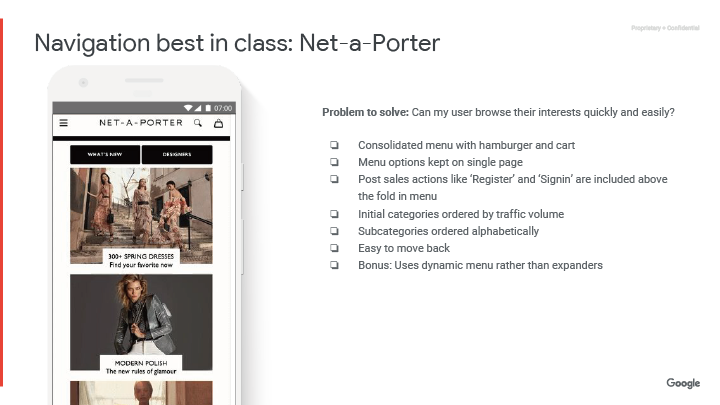 Proprietary + Confidential
Navigation best in class: Net-a-Porter
07:00
NET-A-PORTER
WHAT'S NEW
DESIGNERS
300+ SPRING DRESSES
Find your favorite now
MODERN POLISH
The new rules of glamour
Problem to solve: Can my user browse their interests quickly and easily?
Consolidated menu with hamburger and cart
Menu options kept on single page
Post sales actions like ‘Register’ and ‘Signin’ are included above
the fold in menu
Initial categories ordered by traffic volume
Subcategories ordered alphabetically
Easy to move back
Bonus: Uses dynamic menu rather than expanders
Google